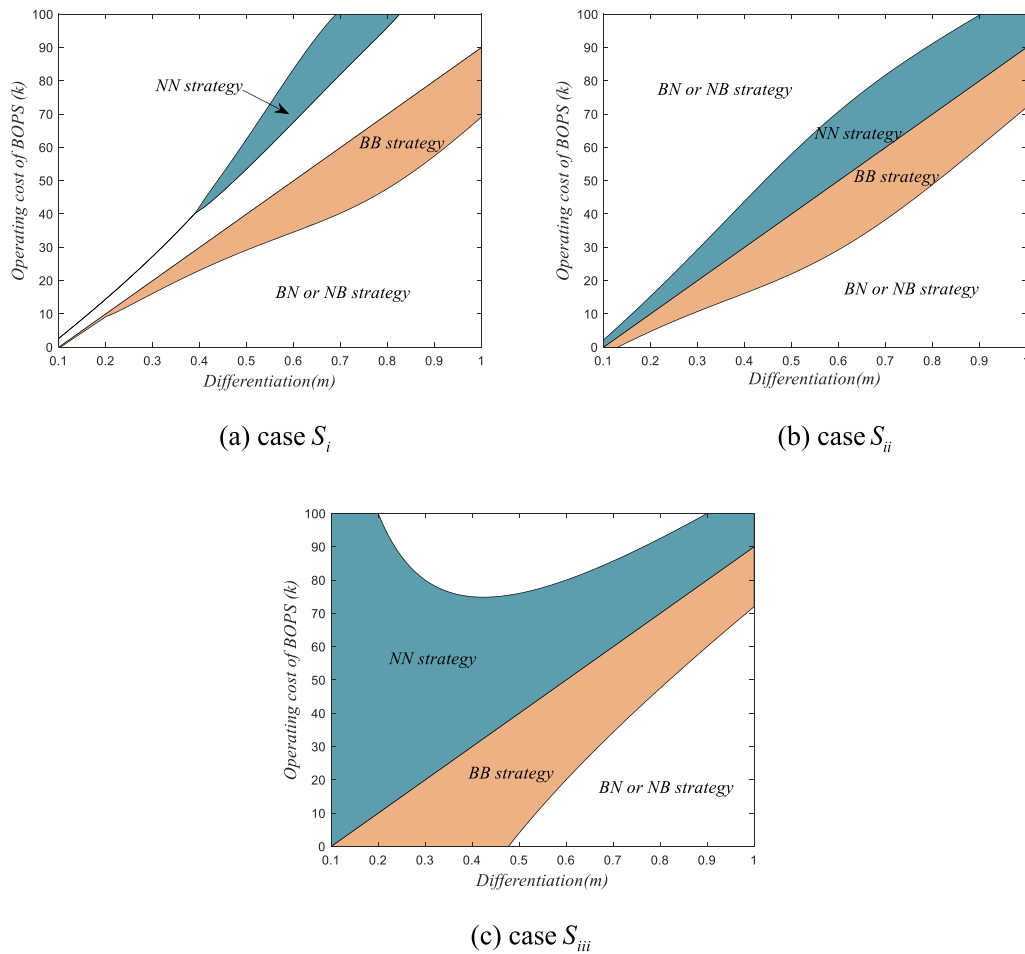 100
90
80
70
60
50
40
30
20
10
0
Operating cost of BOPS (k)
NN strategy
BB strategy
BN or NB strategy
0.1 0.2 0.3 0.4 0.5 0.6 0.7 0.8 0.9 1
Differentiation(m)
(a) case S_i
100
90
80
70
60
50
40
30
20
10
0
Operating cost of BOPS (k)
BN or NB strategy
NN strategy
BB strategy
BN or NB strategy
0.1 0.2 0.3 0.4 0.5 0.6 0.7 0.8 0.9 1
Differentiation(m)
(b) case S_ii
100
90
80
70
60
50
40
30
20
10
0
Operating cost of BOPS (k)
NN strategy
BB strategy
BN or NB strategy
0.1 0.2 0.3 0.4 0.5 0.6 0.7 0.8 0.9 1
Differentiation(m)
(c) case S_iii